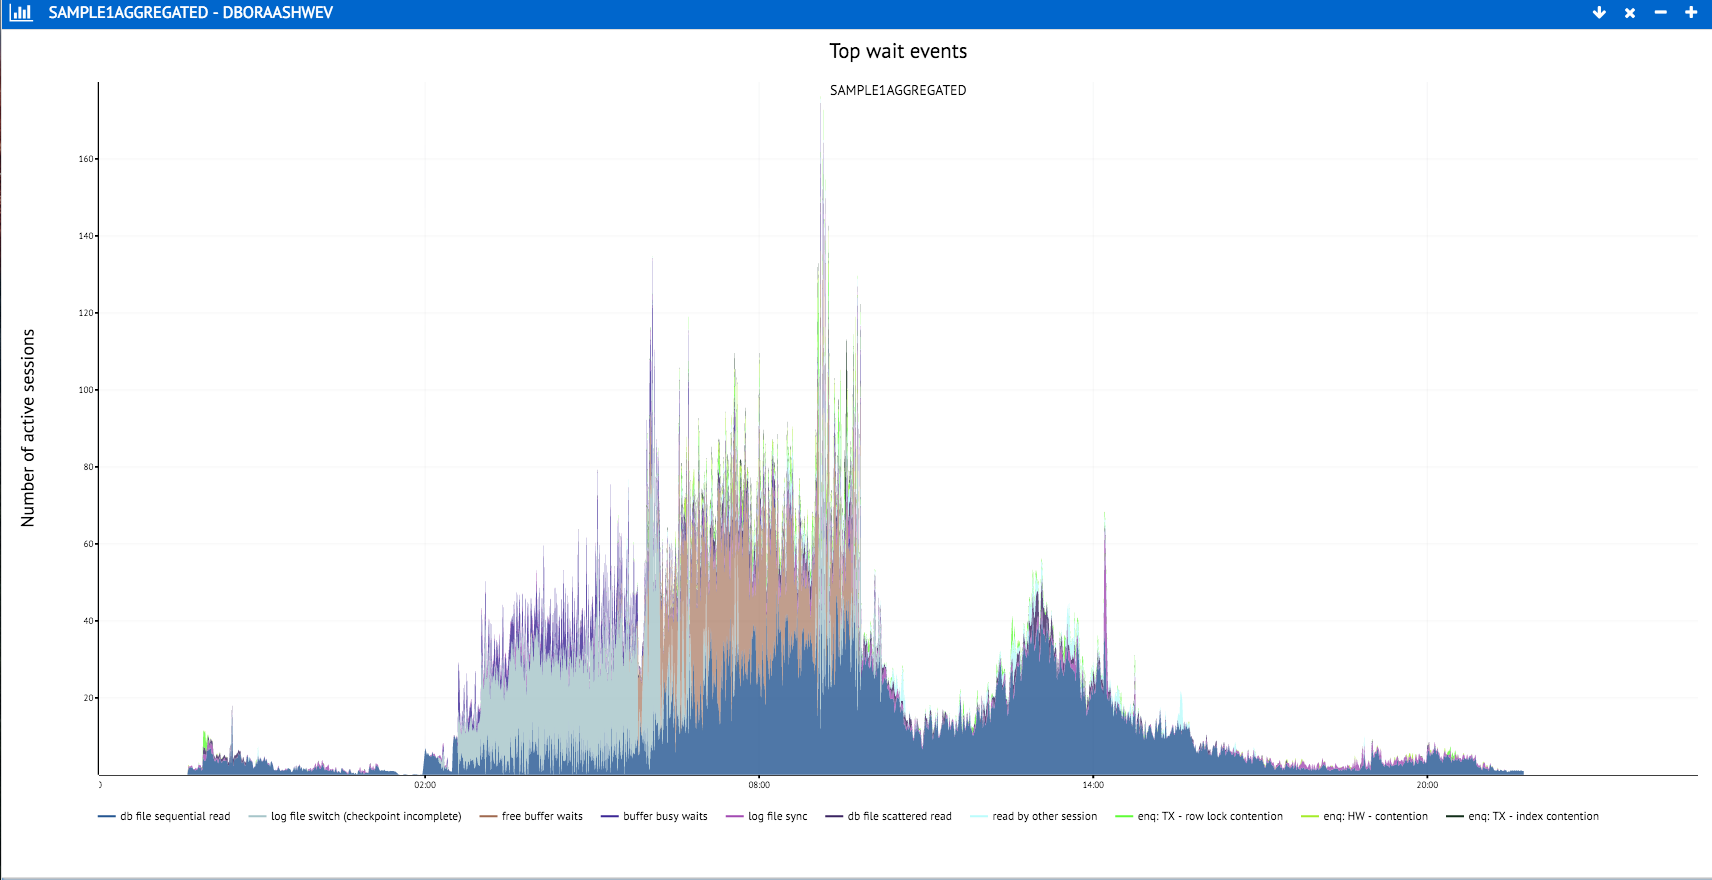 SAMPLE1AGGREGATED - DBORAASHWEV
Top wait events
SAMPLE1AGGREGATED
Number of active sessions
160
140
120
100
80
60
40
20
02:00 08:00 14:00 20:00
db file sequential read log file switch (checkpoint incomplete) free buffer waits buffer busy waits log file sync db file scattered read read by other session enq: TX - row lock contention enq: HW - contention enq: TX - index contention